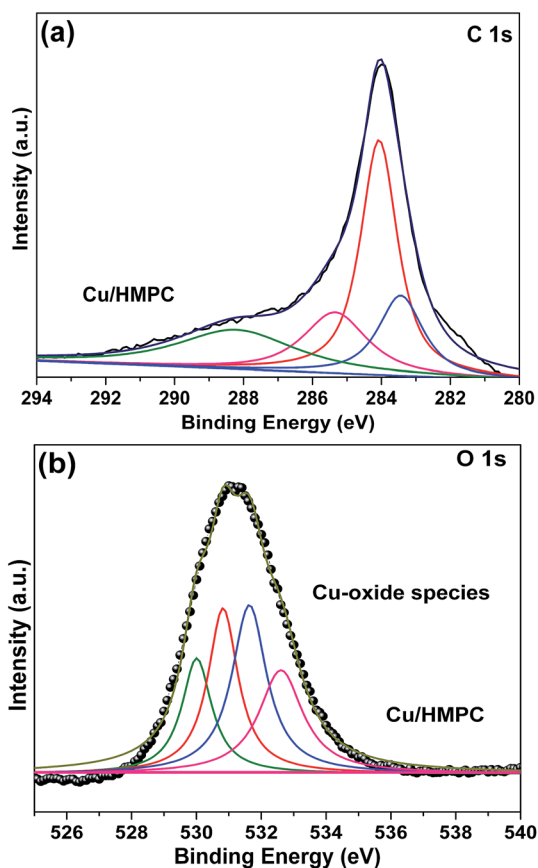 (a)
C 1s
Intensity (a.u.)
Cu/HMPC
294 292 290 288 286 284 282 280
Binding Energy (eV)
(b)
O 1s
Intensity (a.u.)
Cu-oxide species
Cu/HMPC
526 528 530 532 534 536 538 540
Binding Energy (eV)